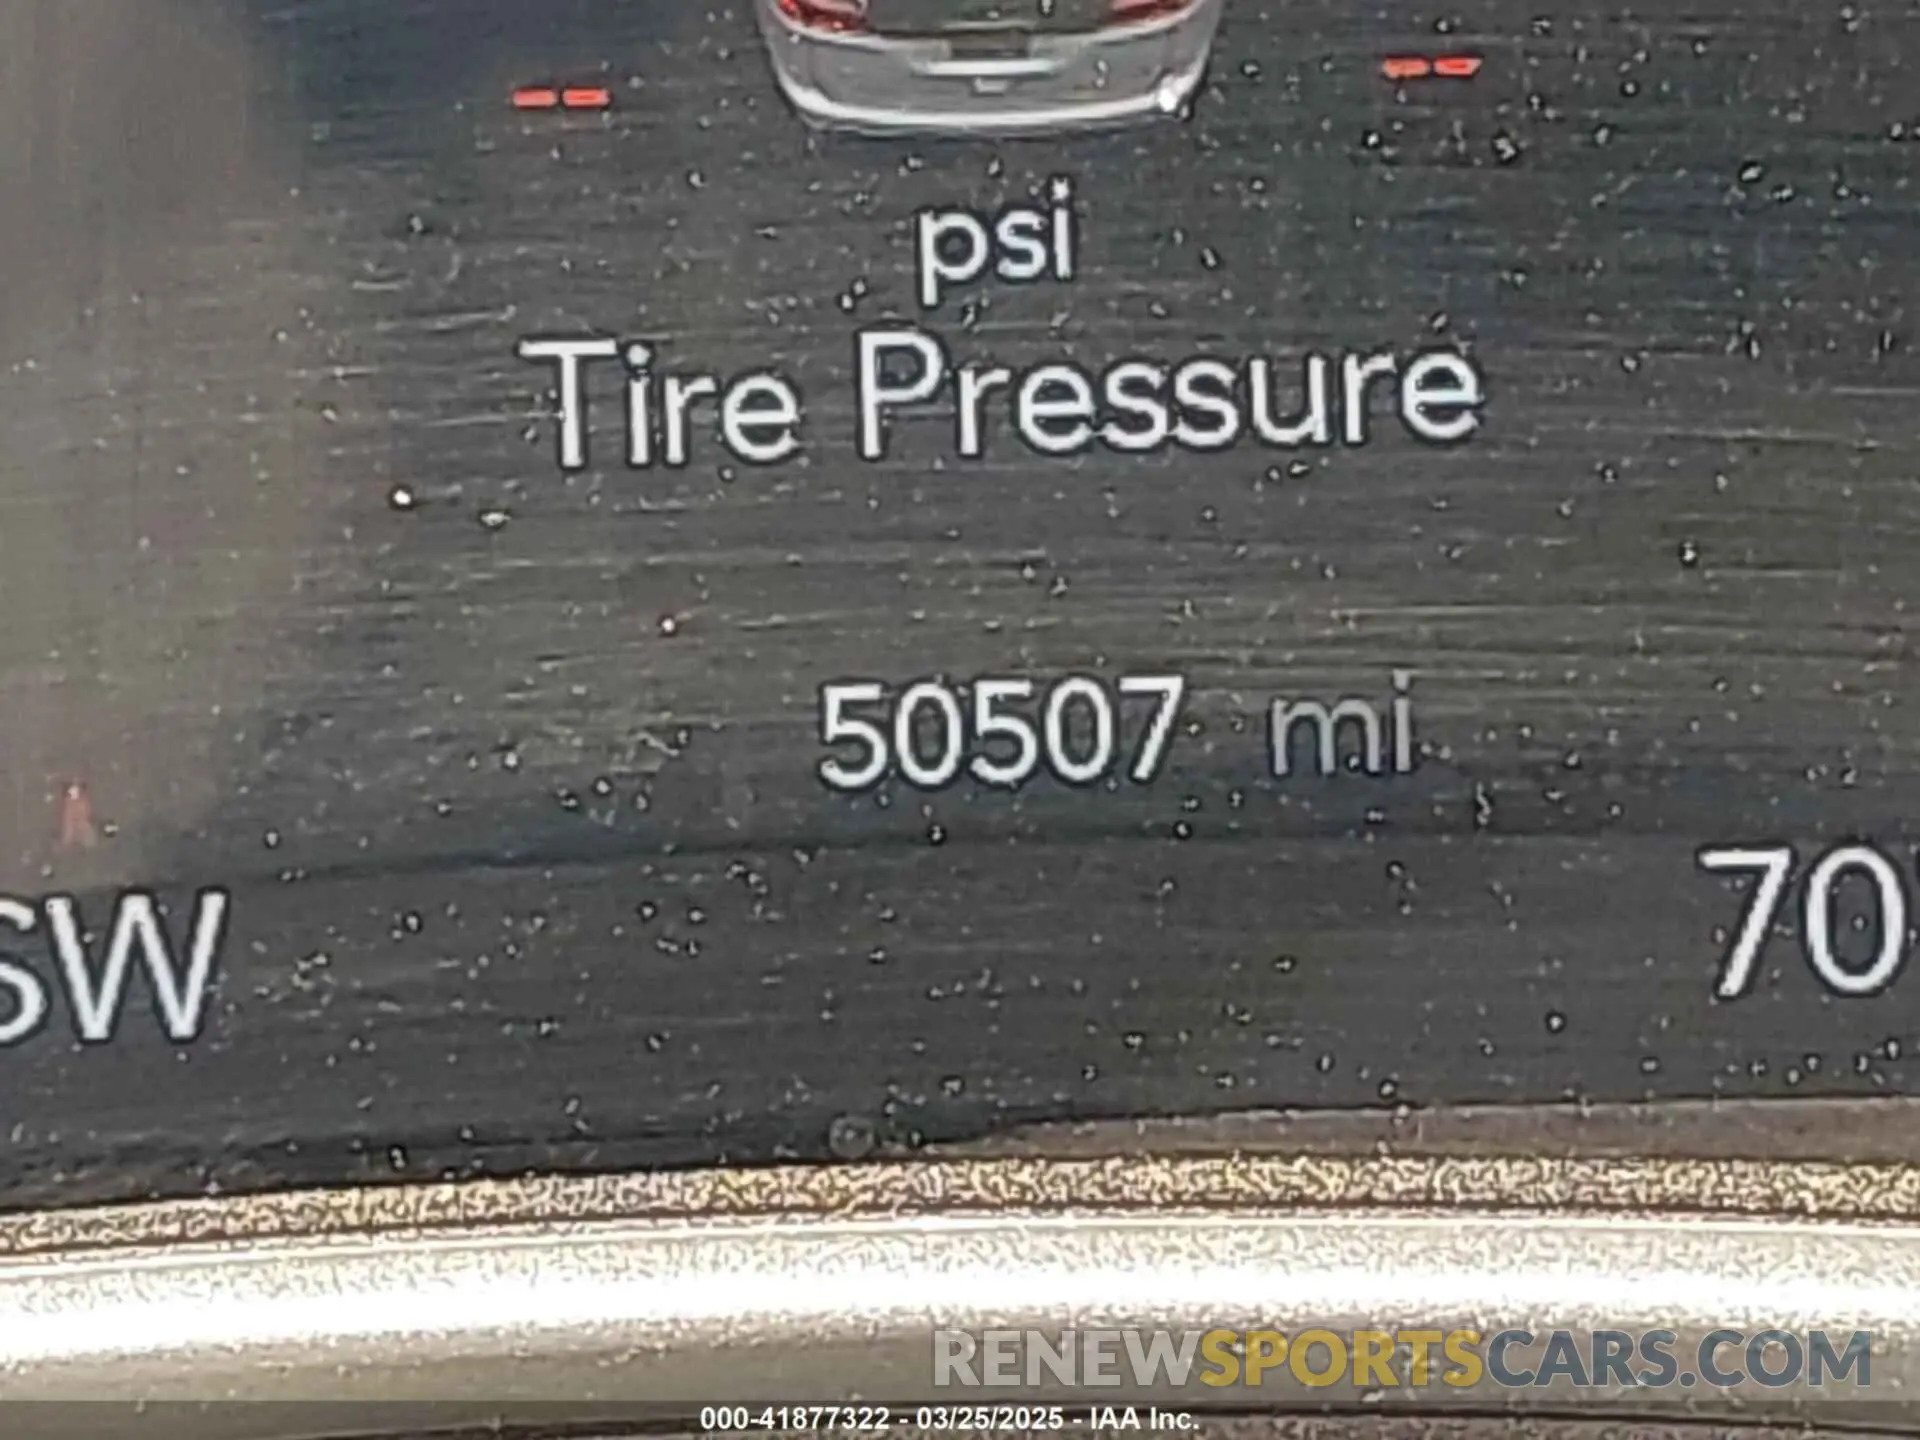 -- --
psi
Tire Pressure
50507 mi
SW 70°
RENEWSPORTSCARS.COM
000-41877322 - 03/25/2025 - IAA Inc.